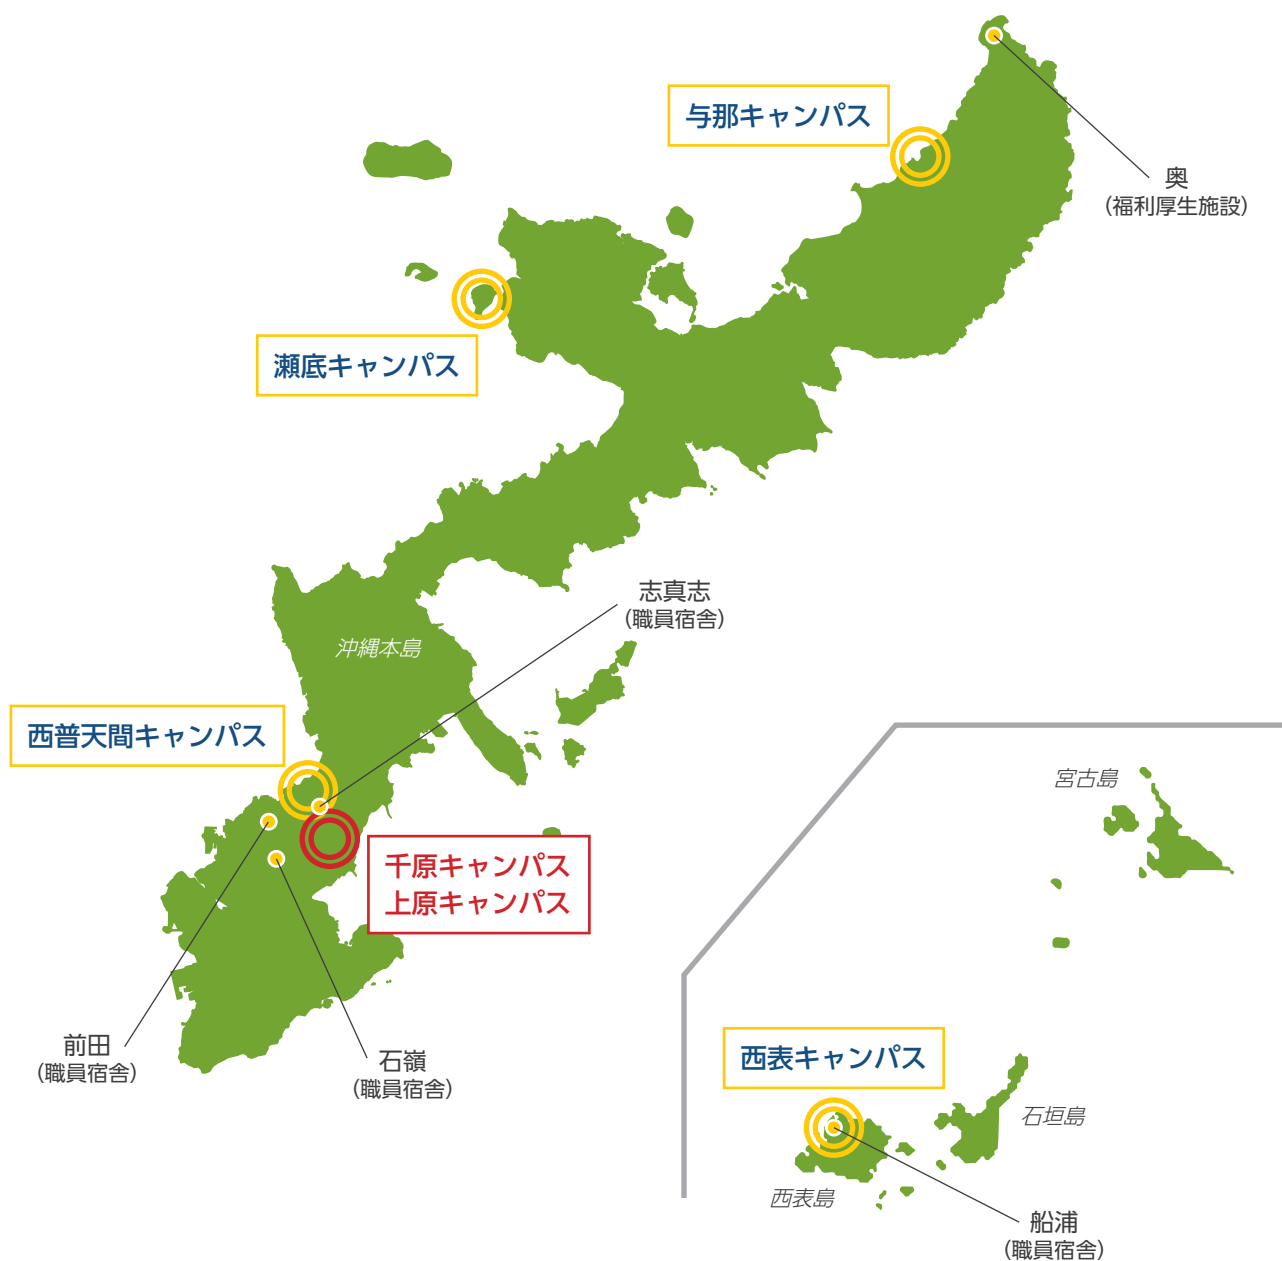 与那キャンパス
奥
(福利厚生施設)
瀬底キャンパス
志真志
(職員宿舎)
沖縄本島
西普天間キャンパス
千原キャンパス
上原キャンパス
前田
(職員宿舎)
石嶺
(職員宿舎)
宮古島
西表キャンパス
石垣島
西表島
船浦
(職員宿舎)